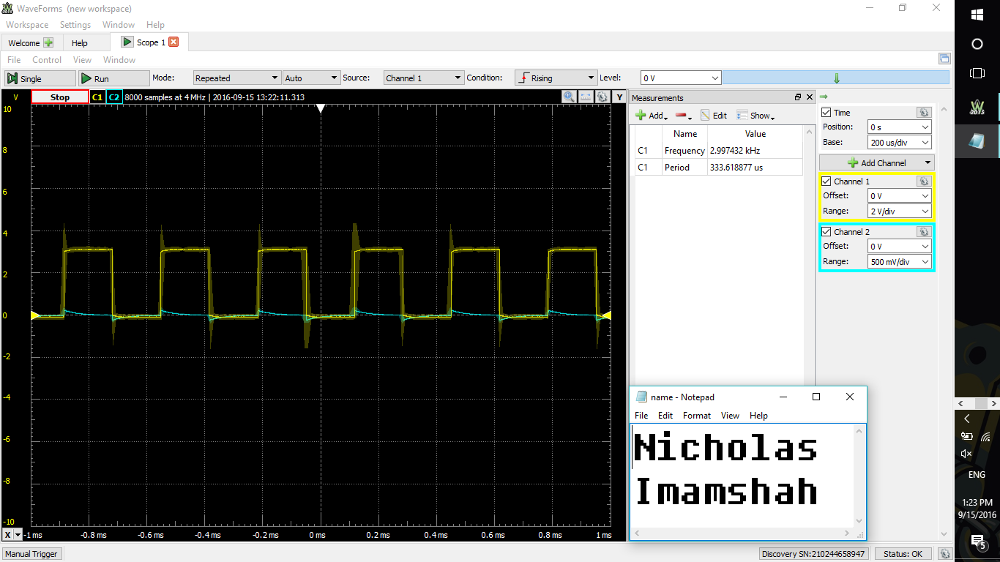 WaveForms (new workspace)
Workspace Settings Window Help
Welcome Help Scope 1
File Control View Window
Single Run Mode: Repeated Auto Source: Channel 1 Condition: Rising Level: 0 V
V Stop C1 C2 8000 samples at 4 MHz | 2016-09-15 13:22:11.313 Y
10
8
6
4
2
0
-2
-4
-6
-8
-10
X -1 ms -0.8 ms -0.6 ms -0.4 ms -0.2 ms 0 ms 0.2 ms 0.4 ms 0.6 ms 0.8 ms 1 ms
Measurements
Add Edit Show
Name Value
C1 Frequency 2.997432 kHz
C1 Period 333.618877 us
Time
Position: 0 s
Base: 200 us/div
Add Channel
Channel 1
Offset: 0 V
Range: 2 V/div
Channel 2
Offset: 0 V
Range: 500 mV/div
name - Notepad
File Edit Format View Help
Nicholas
Imamshah
Manual Trigger Discovery SN:210244658947 Status: OK
W 2015
ENG
1:23 PM
9/15/2016
5